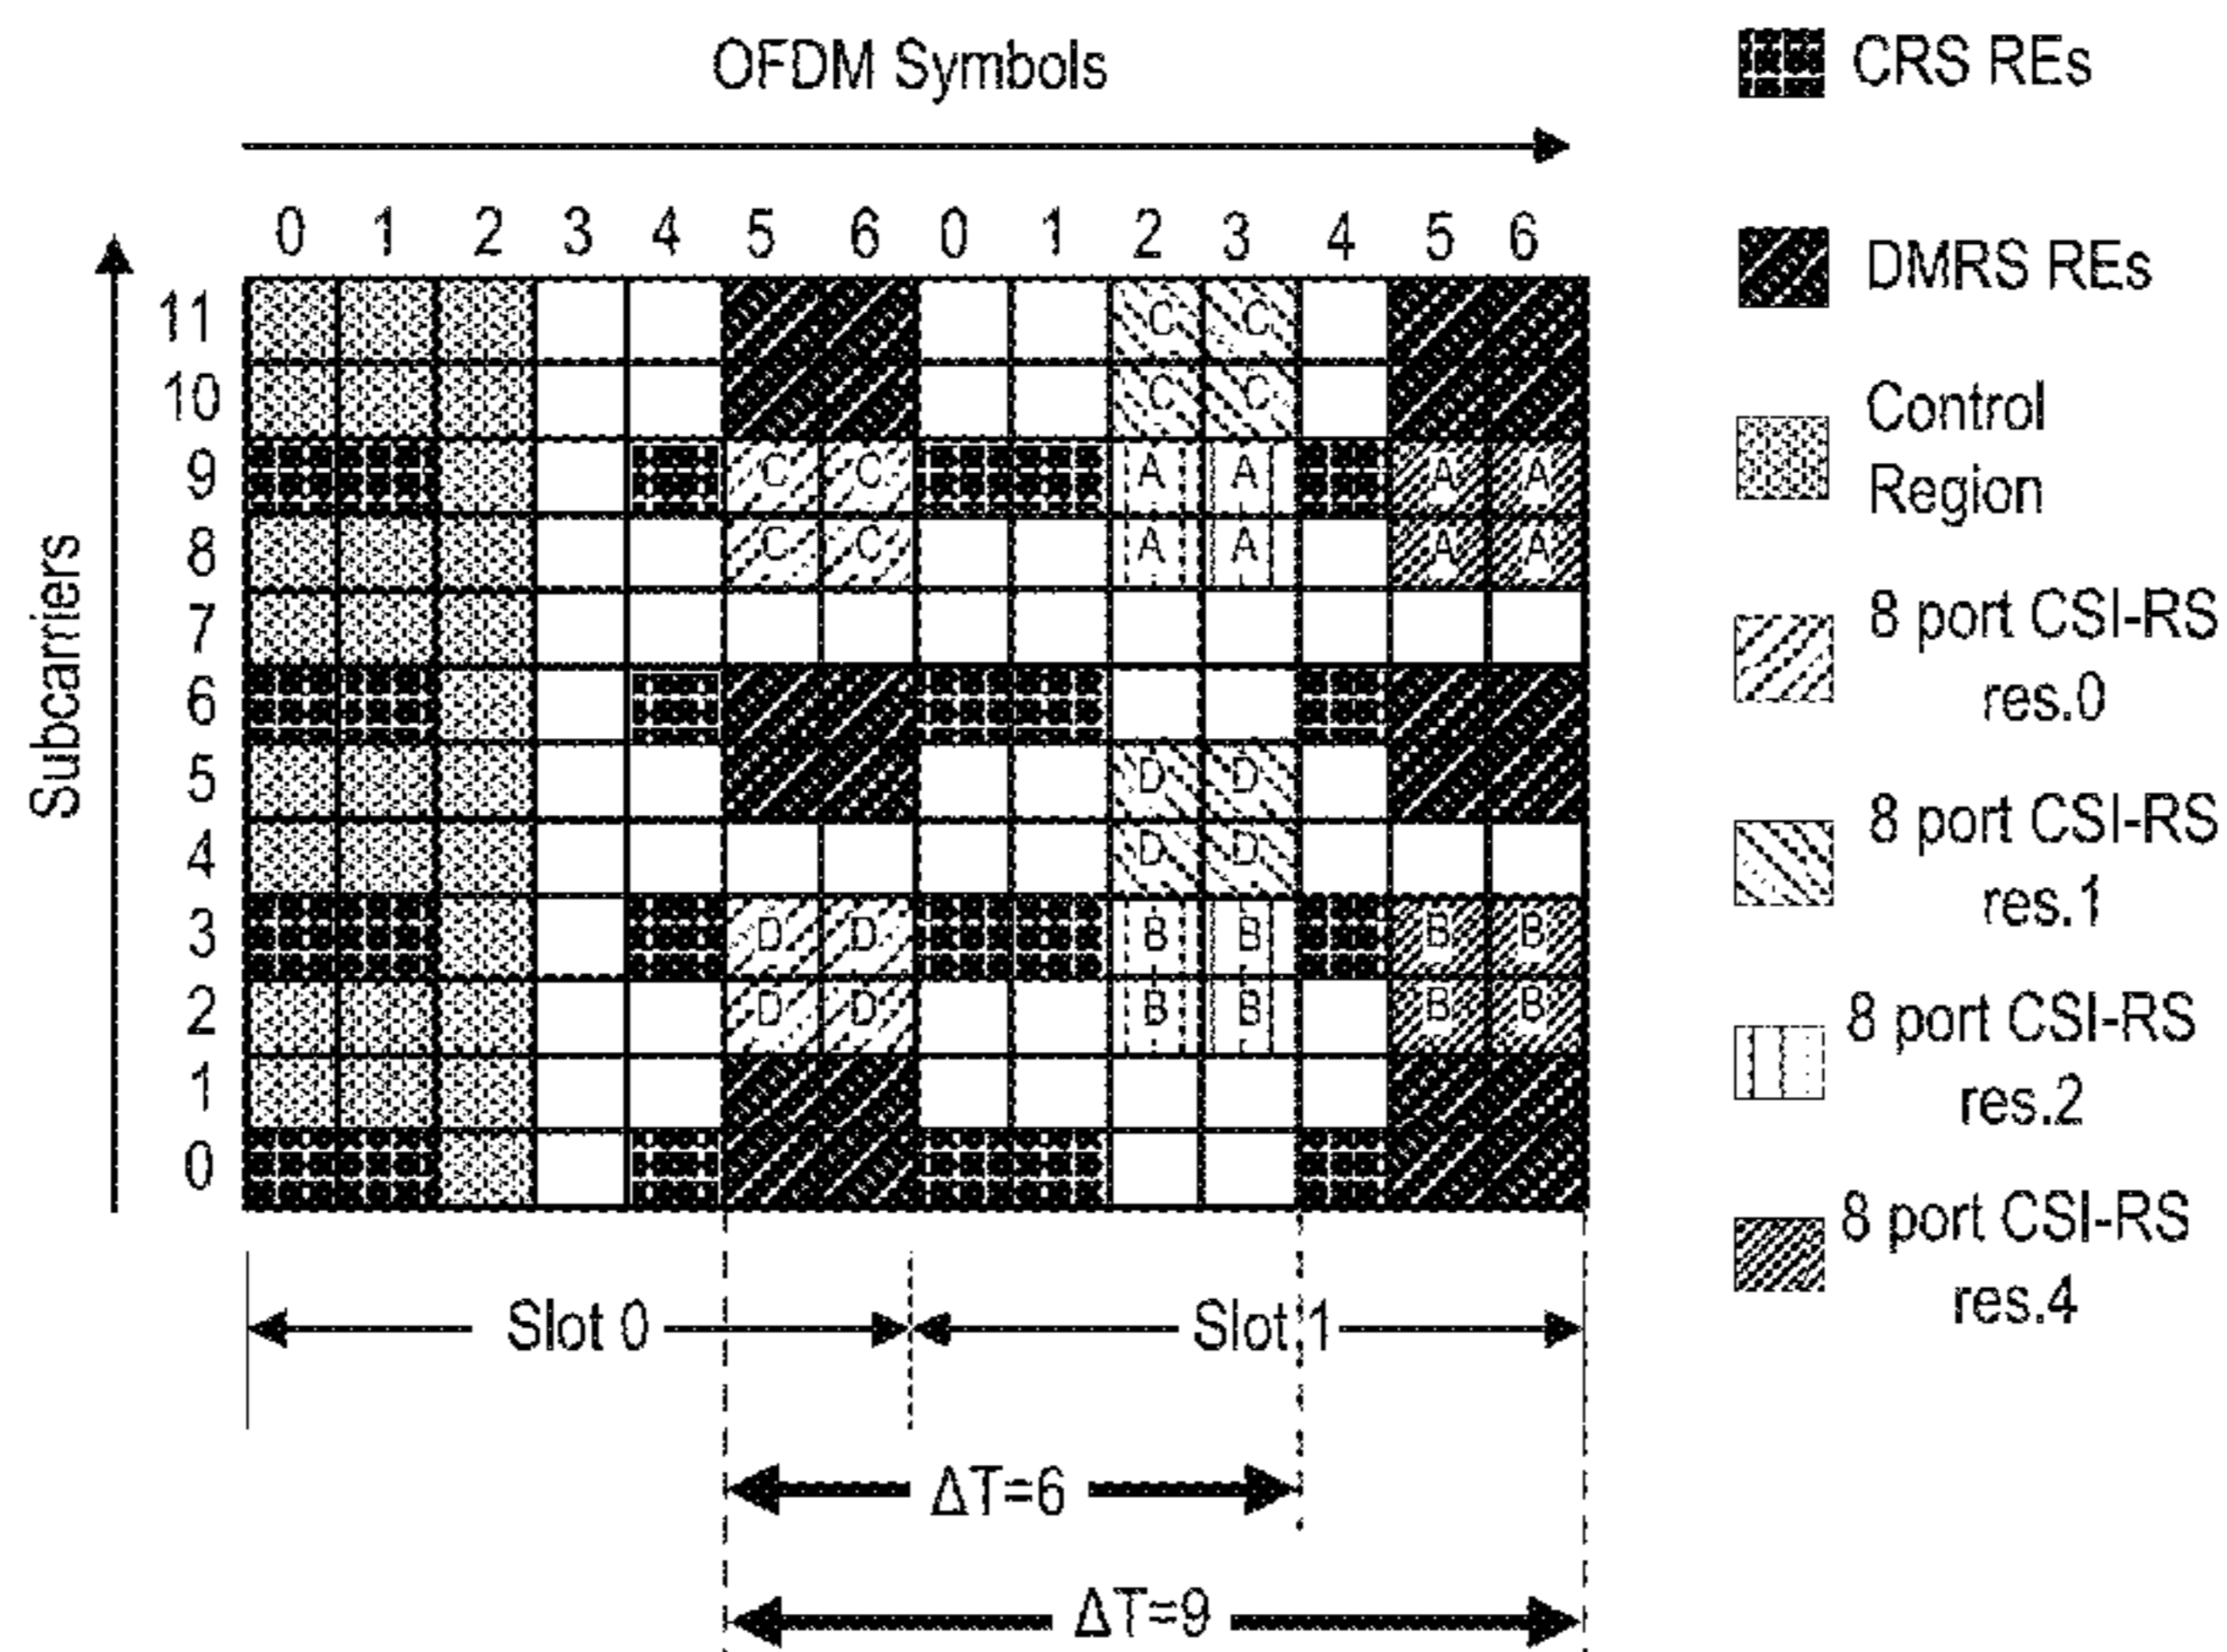 OFDM Symbols
0 1 2 3 4 5 6 0 1 2 3 4 5 6
Subcarriers
11 C C
10 C C
9 C C A A A A
8 C C A A A A
7
6
5 D D
4 D D
3 D D B B B B
2 D D B B B B
1
0
Slot 0 Slot 1
ΔT=6
ΔT=9
CRS REs
DMRS REs
Control
Region
8 port CSI-RS
res.0
8 port CSI-RS
res.1
8 port CSI-RS
res.2
8 port CSI-RS
res.4